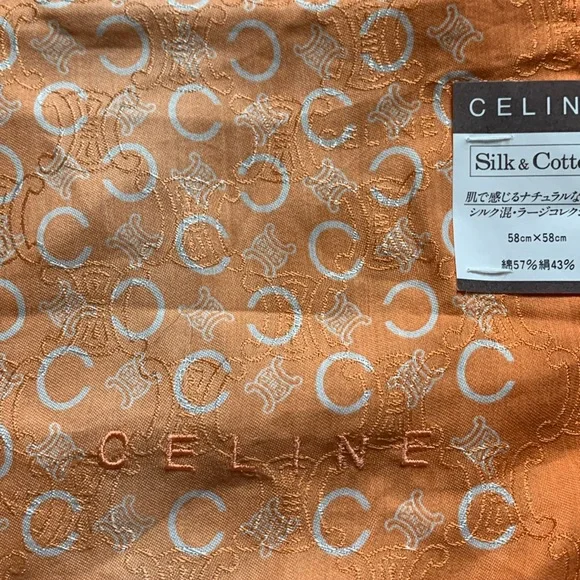 CELIN
Silk & Cotto
肌で感じるナチュラルな
シルク混・ラージコレク
58cm×58cm
綿57%絹43%
CELINE